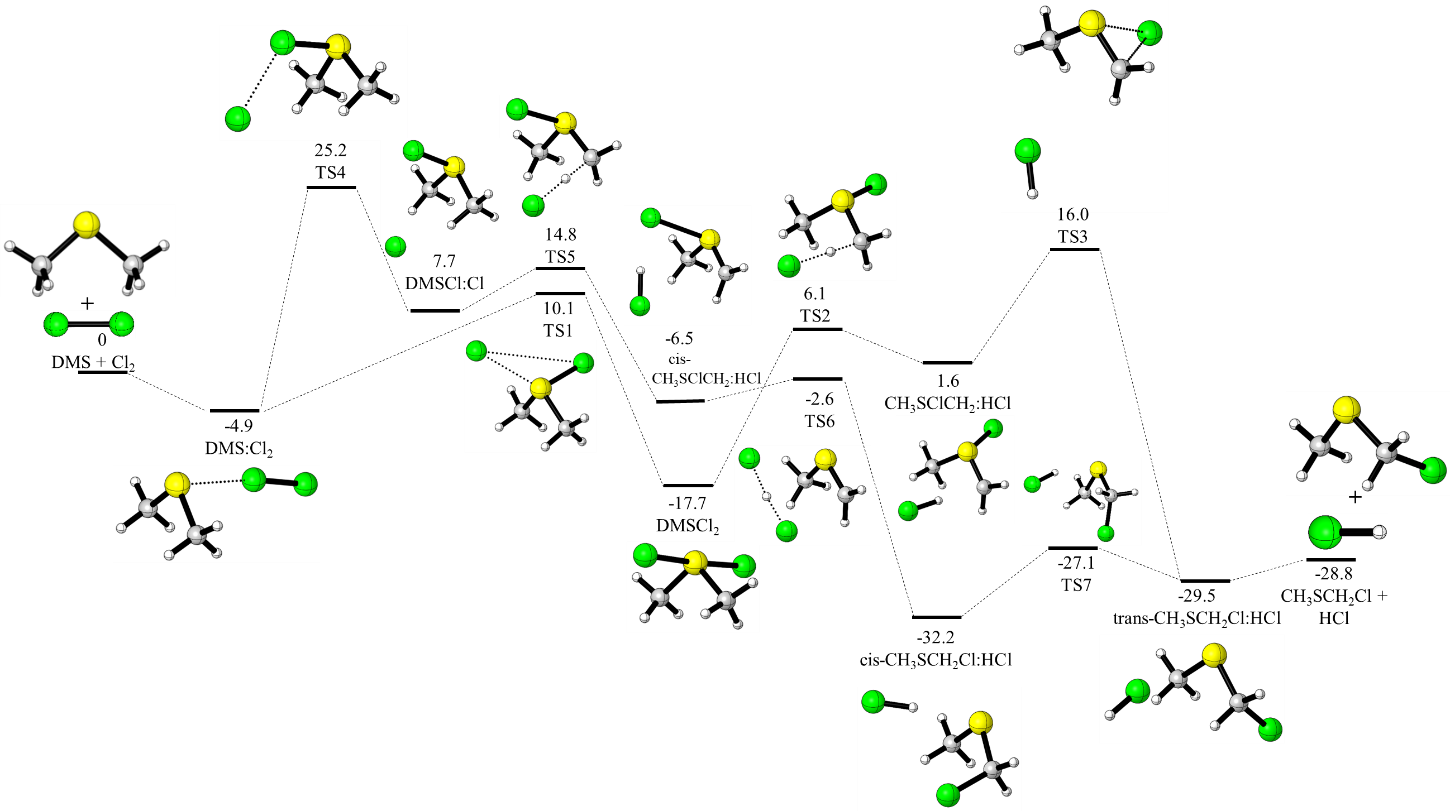 +
0
DMS + Cl₂
-4.9
DMS:Cl₂
25.2
TS4
7.7
DMSCl:Cl
14.8
TS5
10.1
TS1
-6.5
cis-
CH₃SClCH₂:HCl
-17.7
DMSCl₂
6.1
TS2
-2.6
TS6
1.6
CH₃SClCH₂:HCl
16.0
TS3
-32.2
cis-CH₃SCH₂Cl:HCl
-27.1
TS7
-29.5
trans-CH₃SCH₂Cl:HCl
+
-28.8
CH₃SCH₂Cl +
HCl